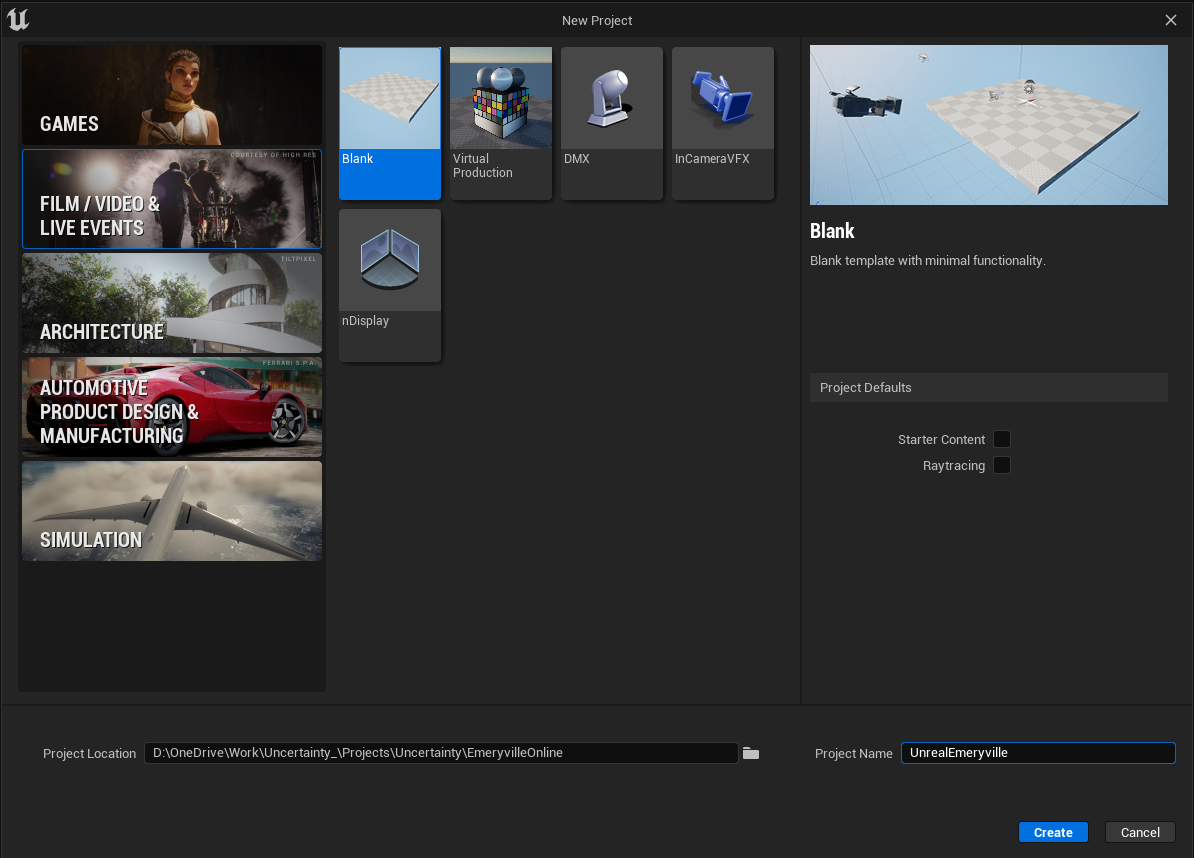 New Project
GAMES
COURTESY OF HIGH RES
FILM / VIDEO &
LIVE EVENTS
TILTPIXEL
ARCHITECTURE
FERRARI S.P.A
AUTOMOTIVE
PRODUCT DESIGN &
MANUFACTURING
SIMULATION
Blank
Virtual
Production
DMX
InCameraVFX
nDisplay
Blank
Blank template with minimal functionality.
Project Defaults
Starter Content
Raytracing
Project Location
D:\OneDrive\Work\Uncertainty_\Projects\Uncertainty\EmeryvilleOnline
Project Name
UnrealEmeryville
Create
Cancel